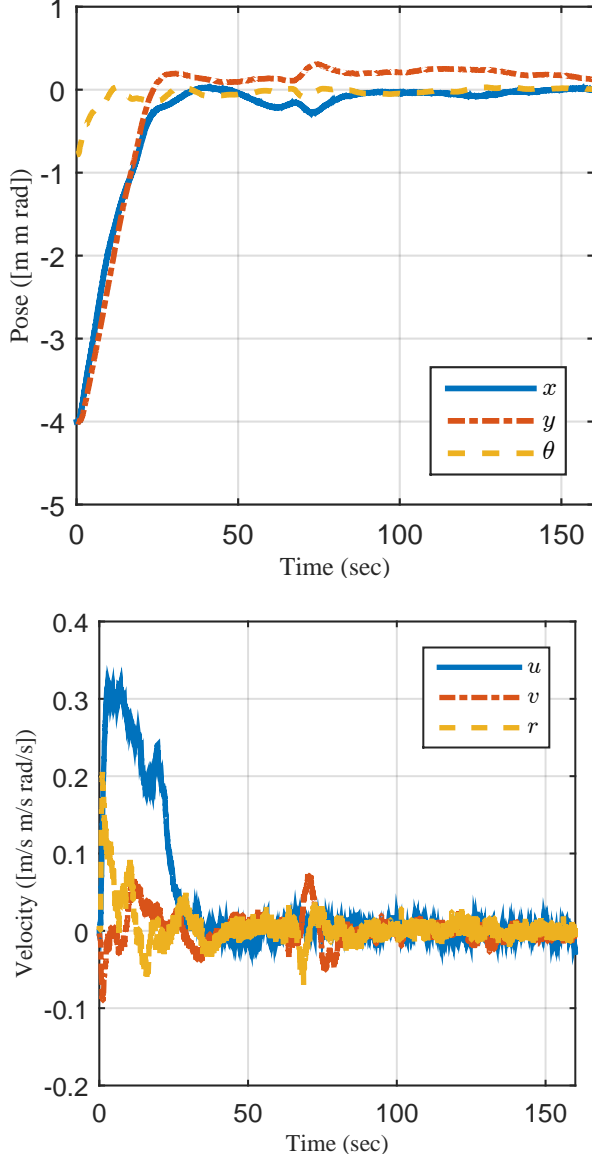 1
0
-1
-2
-3
-4
-5
Pose ([m m rad])
x
y
θ
0 50 100 150
Time (sec)
0.4
0.3
0.2
0.1
0
-0.1
-0.2
Velocity ([m/s m/s rad/s])
u
v
r
0 50 100 150
Time (sec)